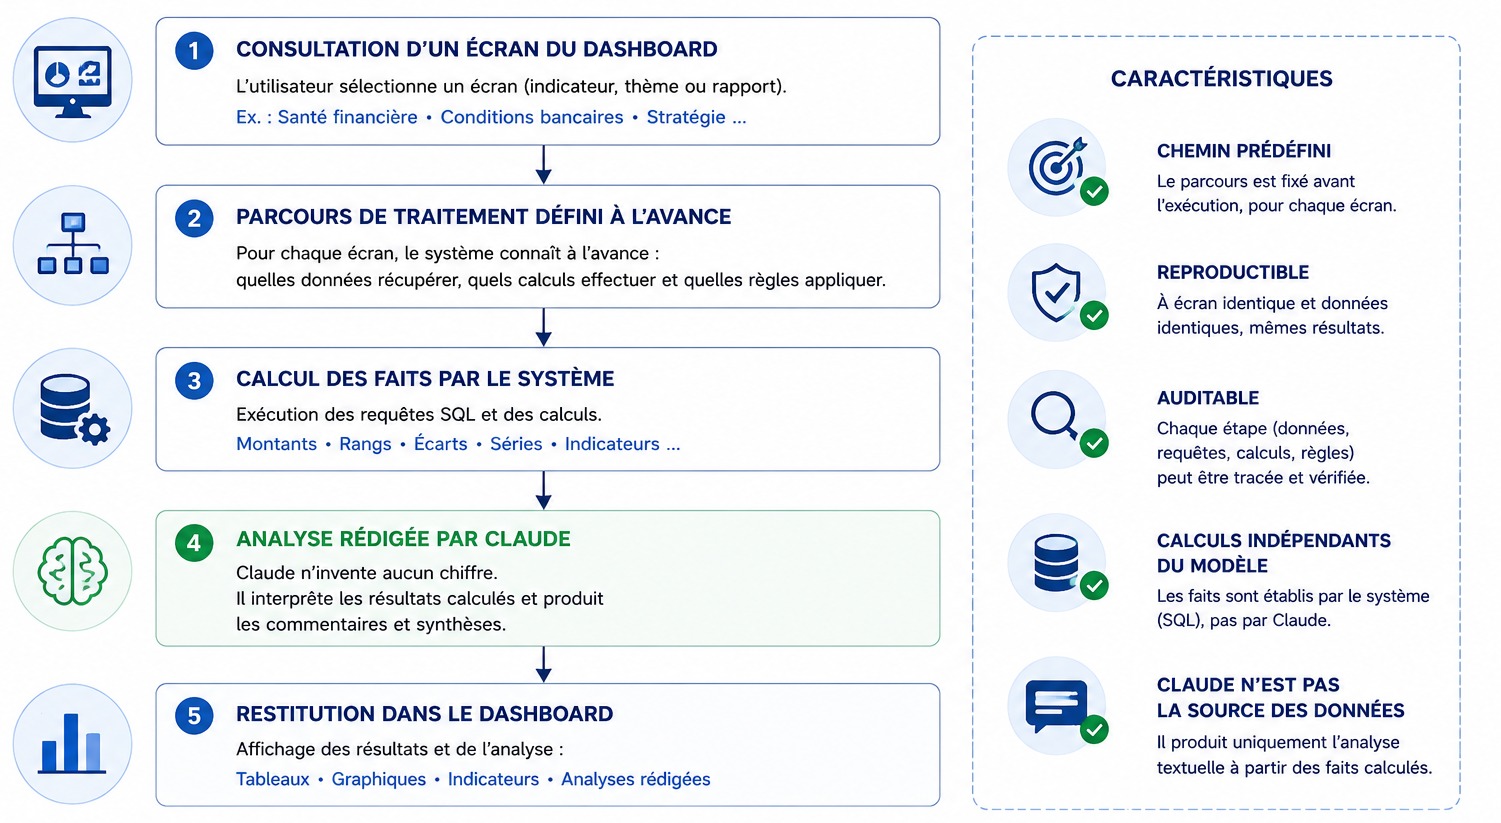 1 CONSULTATION D’UN ÉCRAN DU DASHBOARD
L’utilisateur sélectionne un écran (indicateur, thème ou rapport).
Ex. : Santé financière • Conditions bancaires • Stratégie ...
2 PARCOURS DE TRAITEMENT DÉFINI À L’AVANCE
Pour chaque écran, le système connaît à l’avance :
quelles données récupérer, quels calculs effectuer et quelles règles appliquer.
3 CALCUL DES FAITS PAR LE SYSTÈME
Exécution des requêtes SQL et des calculs.
Montants • Rangs • Écarts • Séries • Indicateurs ...
4 ANALYSE RÉDIGÉE PAR CLAUDE
Claude n’invente aucun chiffre.
Il interprête les résultats calculés et produit
les commentaires et synthèses.
5 RESTITUTION DANS LE DASHBOARD
Affichage des résultats et de l’analyse :
Tableaux • Graphiques • Indicateurs • Analyses rédigées
CARACTÉRISTIQUES
CHEMIN PRÉDÉFINI
Le parcours est fixé avant
l’exécution, pour chaque écran.
REPRODUCTIBLE
À écran identique et données
identiques, mêmes résultats.
AUDITABLE
Chaque étape (données,
requêtes, calculs, règles)
peut être tracée et vérifiée.
CALCULS INDÉPENDANTS
DU MODÈLE
Les faits sont établis par le système
(SQL), pas par Claude.
CLAUDE N’EST PAS
LA SOURCE DES DONNÉES
Il produit uniquement l’analyse
textuelle à partir des faits calculés.